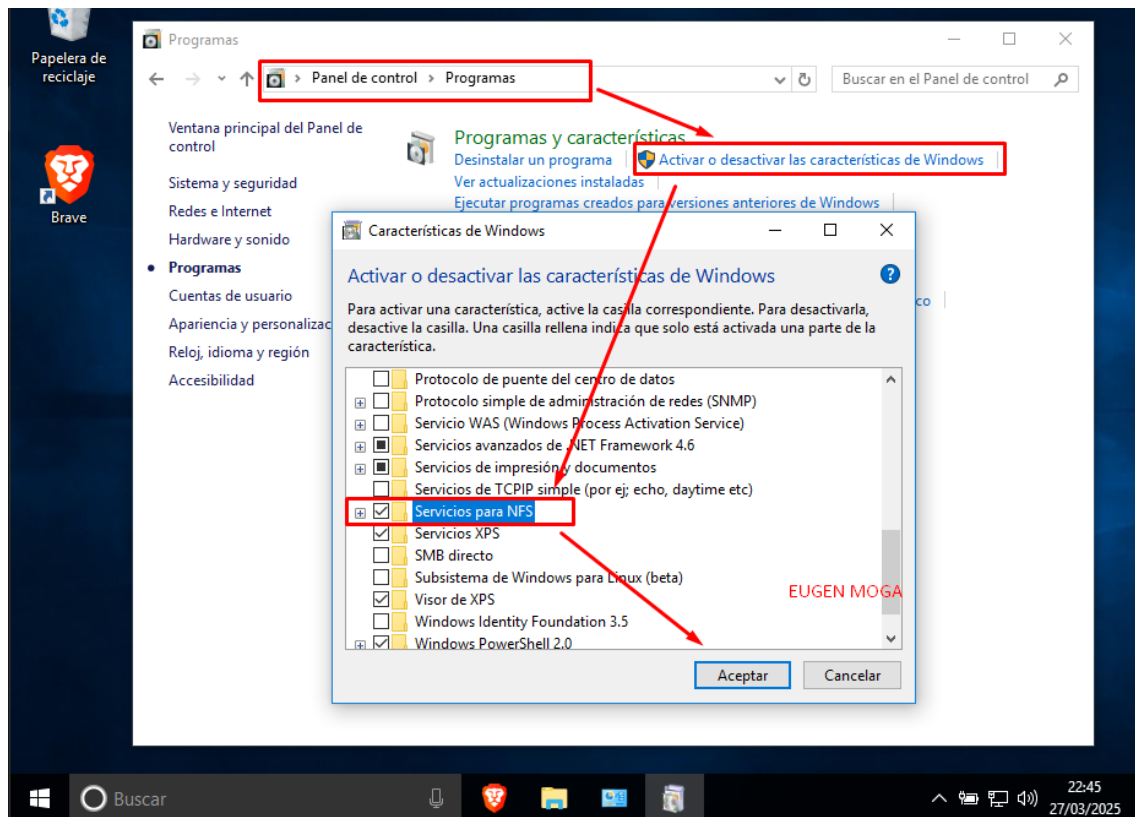 Papelera de
reciclaje
Brave
Programas
Panel de control > Programas
Buscar en el Panel de control
Ventana principal del Panel de
control
Sistema y seguridad
Redes e Internet
Hardware y sonido
Programas
Cuentas de usuario
Apariencia y personalizac
Reloj, idioma y región
Accesibilidad
Programas y características
Desinstalar un programa
Activar o desactivar las características de Windows
Ver actualizaciones instaladas
Ejecutar programas creados para versiones anteriores de Windows
co
Características de Windows
Activar o desactivar las características de Windows
Para activar una característica, active la casilla correspondiente. Para desactivarla,
desactive la casilla. Una casilla rellena indica que solo está activada una parte de la
característica.
Protocolo de puente del centro de datos
Protocolo simple de administración de redes (SNMP)
Servicio WAS (Windows Process Activation Service)
Servicios avanzados de .NET Framework 4.6
Servicios de impresión y documentos
Servicios de TCPIP simple (por ej; echo, daytime etc)
Servicios para NFS
Servicios XPS
SMB directo
Subsistema de Windows para Linux (beta)
Visor de XPS
Windows Identity Foundation 3.5
Windows PowerShell 2.0
EUGEN MOGA
Aceptar
Cancelar
Buscar
22:45
27/03/2025